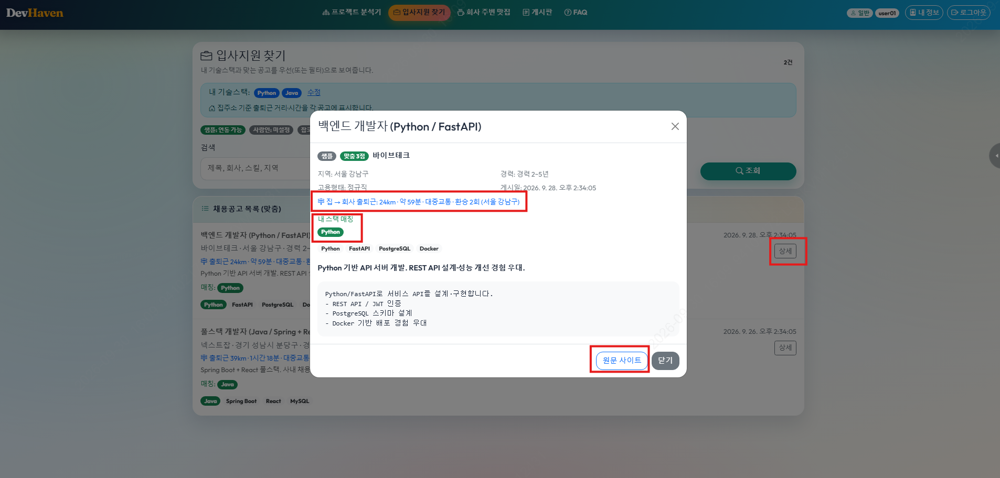 DevHaven
프로젝트 분석기
입사지원 찾기
회사 주변 맛집
게시판
FAQ
일반
user01
내 정보
로그아웃
입사지원 찾기
내 기술스택과 맞는 공고를 우선(또는 필터)으로 보여줍니다.
2건
내 기술스택: Python Java 수정
집주소 기준 출퇴근 거리·시간을 각 공고에 표시합니다.
샘플: 연동 가능
사람인: 미설정
검색
제목, 회사, 스킬, 지역
조회
채용공고 목록 (맞춤)
백엔드 개발자 (Python / FastAPI)
2026. 9. 28. 오후 2:34:05
바이브테크 · 서울 강남구 · 경력 2~
상세
출퇴근 24km · 약 59분 · 대중교통 ·
Python 기반 API 서버 개발. REST API
매칭: Python
Python FastAPI PostgreSQL Do
풀스택 개발자 (Java / Spring + Re
2026. 9. 26. 오후 2:34:05
넥스트잡 · 경기 성남시 분당구 ·
상세
출퇴근 39km · 1시간 18분 · 대중교통
Spring Boot + React 풀스택. 사내 채용
매칭: Java
Java Spring Boot React MySQL
백엔드 개발자 (Python / FastAPI)
샘플 맞춤 3점 바이브테크
지역: 서울 강남구
경력: 경력 2~5년
고용형태: 정규직
게시일: 2026. 9. 28. 오후 2:34:05
집 → 회사 출퇴근: 24km · 약 59분 · 대중교통 · 환승 2회 (서울 강남구)
내 스택 매칭
Python
Python FastAPI PostgreSQL Docker
Python 기반 API 서버 개발. REST API 설계·성능 개선 경험 우대.
Python/FastAPI로 서비스 API를 설계·구현합니다.
- REST API / JWT 인증
- PostgreSQL 스키마 설계
- Docker 기반 배포 경험 우대
원문 사이트
닫기